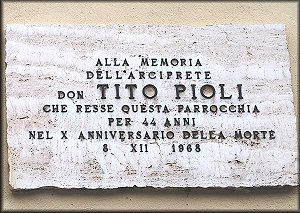 ALLA MEMORIA
DELL'ARCIPRETE
DON TITO PIOLI
CHE RESSE QUESTA PARROCCHIA
PER 44 ANNI
NEL X ANNIVERSARIO DELLA MORTE
8 XII 1968